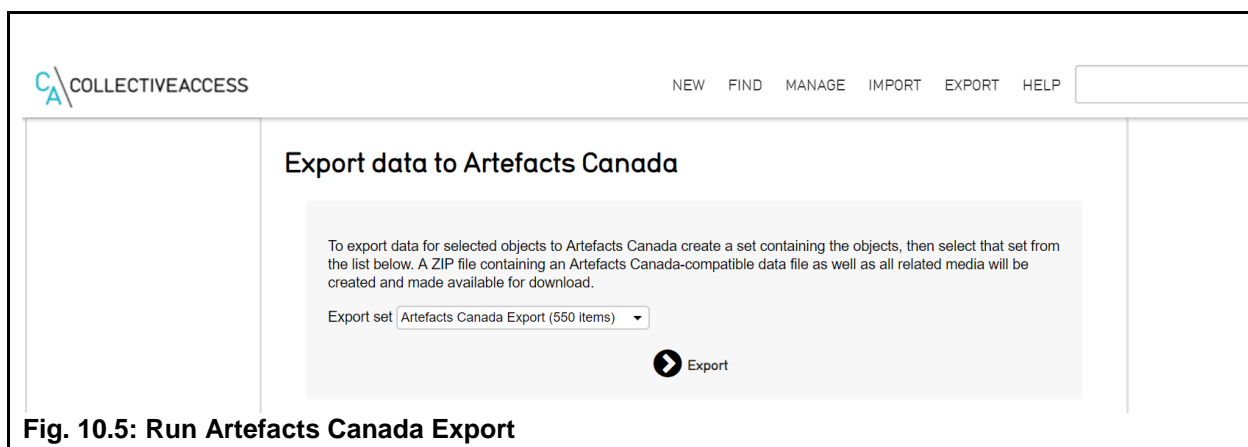 CA COLLECTIVEACCESS NEW FIND MANAGE IMPORT EXPORT HELP
Export data to Artefacts Canada
To export data for selected objects to Artefacts Canada create a set containing the objects, then select that set from
the list below. A ZIP file containing an Artefacts Canada-compatible data file as well as all related media will be
created and made available for download.
Export set Artefacts Canada Export (550 items)
Export
Fig. 10.5: Run Artefacts Canada Export